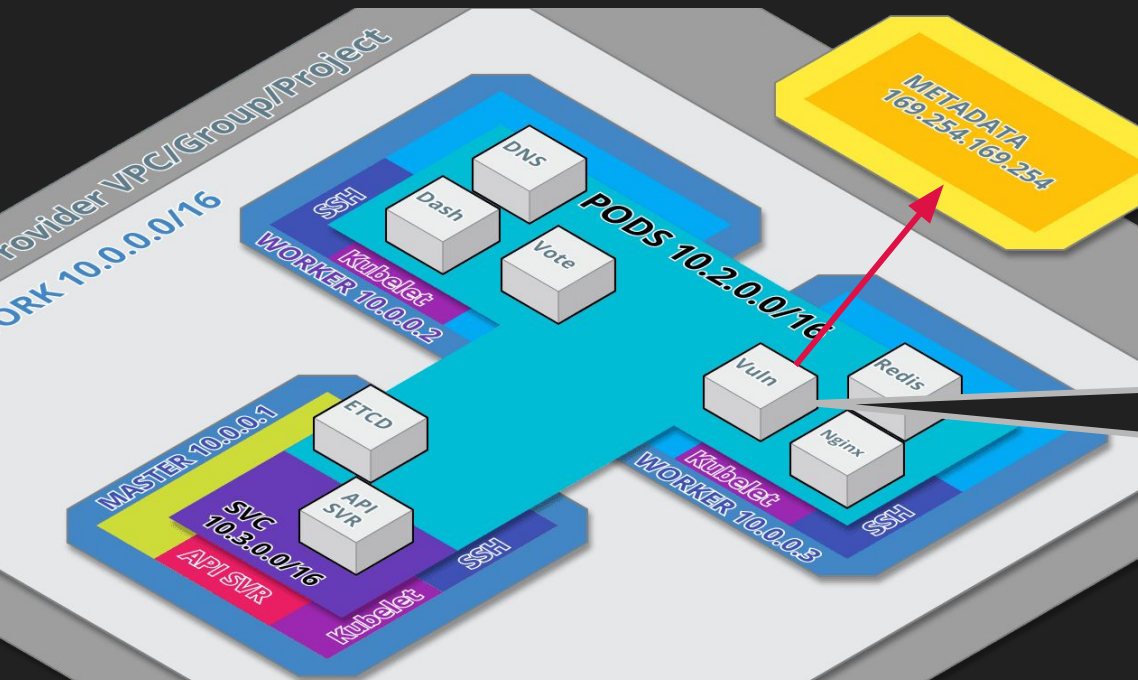 rovider VPC/Group/Project
ORK 10.0.0.0/16
METADATA
169.254.169.254
DNS
Dash
Vote
SSH
Kubelet
WORKER 10.0.0.2
PODS 10.2.0.0/16
Vuln
Redis
Nginx
Kubelet
WORKER 10.0.0.3
SSH
ETCD
MASTER 10.0.0.1
API
SVR
SVC
10.3.0.0/16
API SVR
Kubelet
SSH